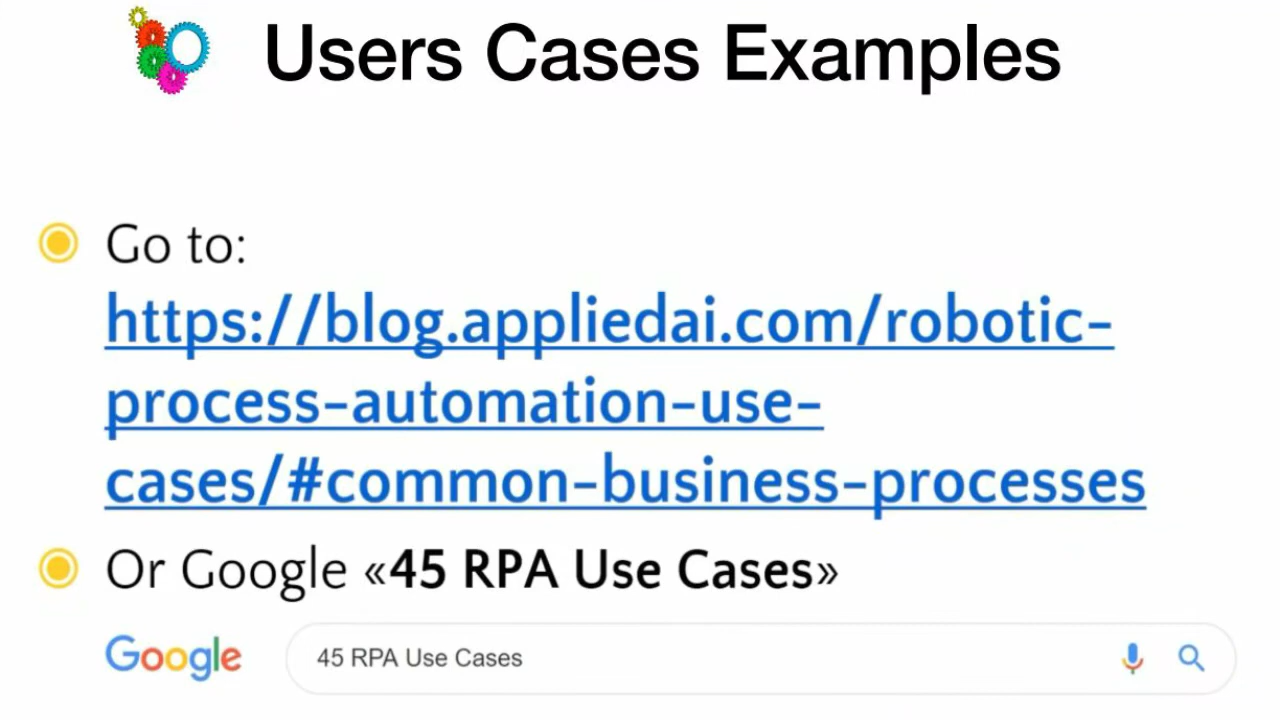 Users Cases Examples
Go to:
https://blog.appliedai.com/robotic-
process-automation-use-
cases/#common-business-processes
Or Google «45 RPA Use Cases»
Google 45 RPA Use Cases